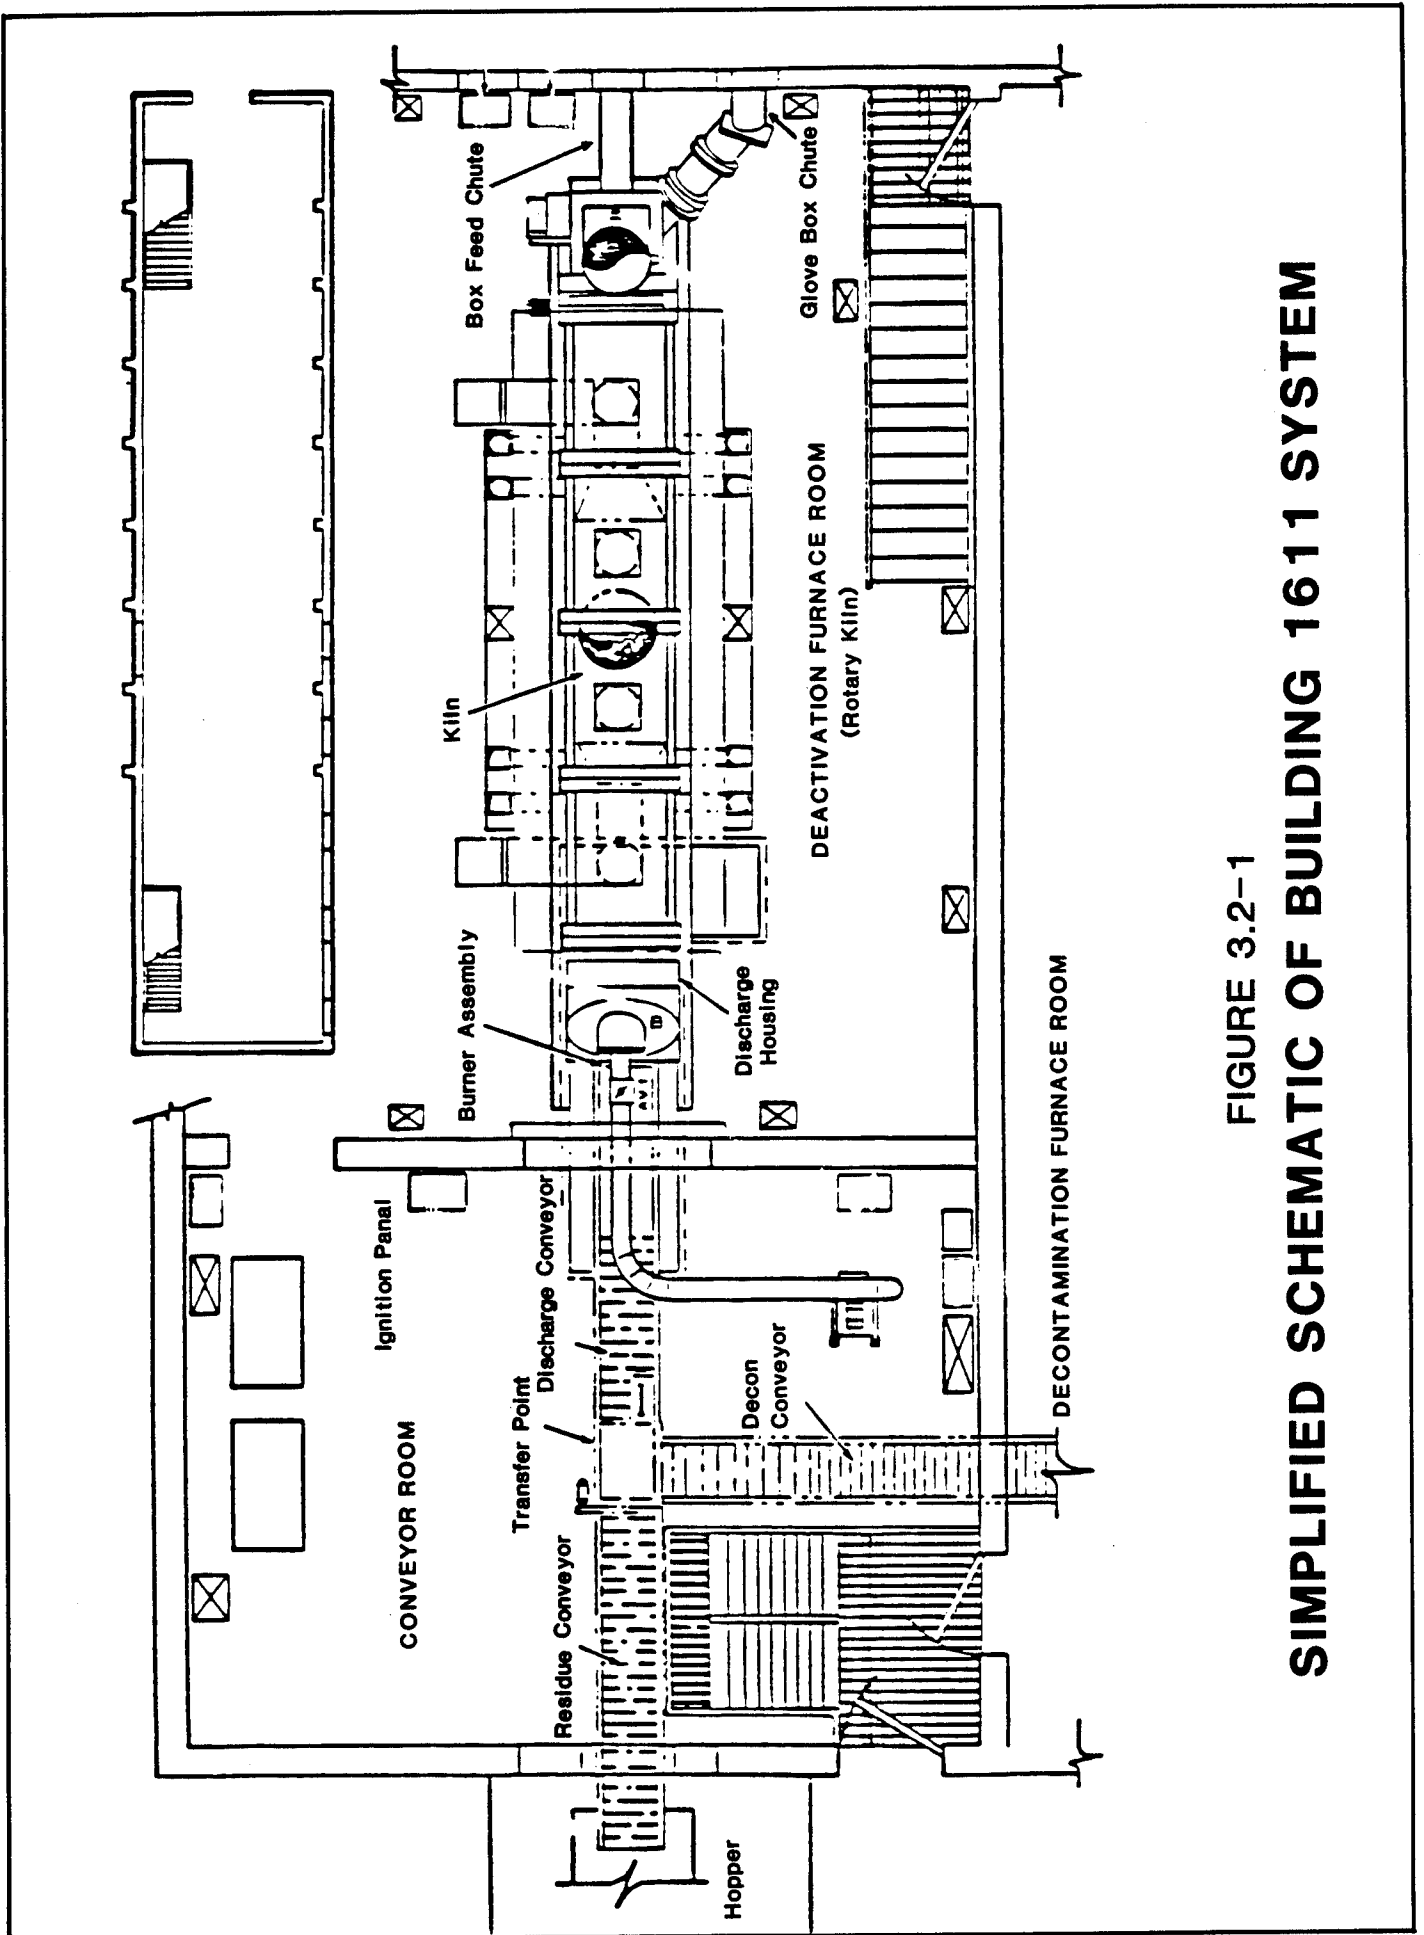 Box Feed Chute
Glove Box Chute
Kiln
DEACTIVATION FURNACE ROOM
(Rotary Kiln)
Burner Assembly
Discharge
Housing
AV
Ignition Panal
Discharge Conveyor
Transfer Point
CONVEYOR ROOM
Decon
Conveyor
DECONTAMINATION FURNACE ROOM
Residue Conveyor
Hopper
FIGURE 3.2-1
SIMPLIFIED SCHEMATIC OF BUILDING 1611 SYSTEM